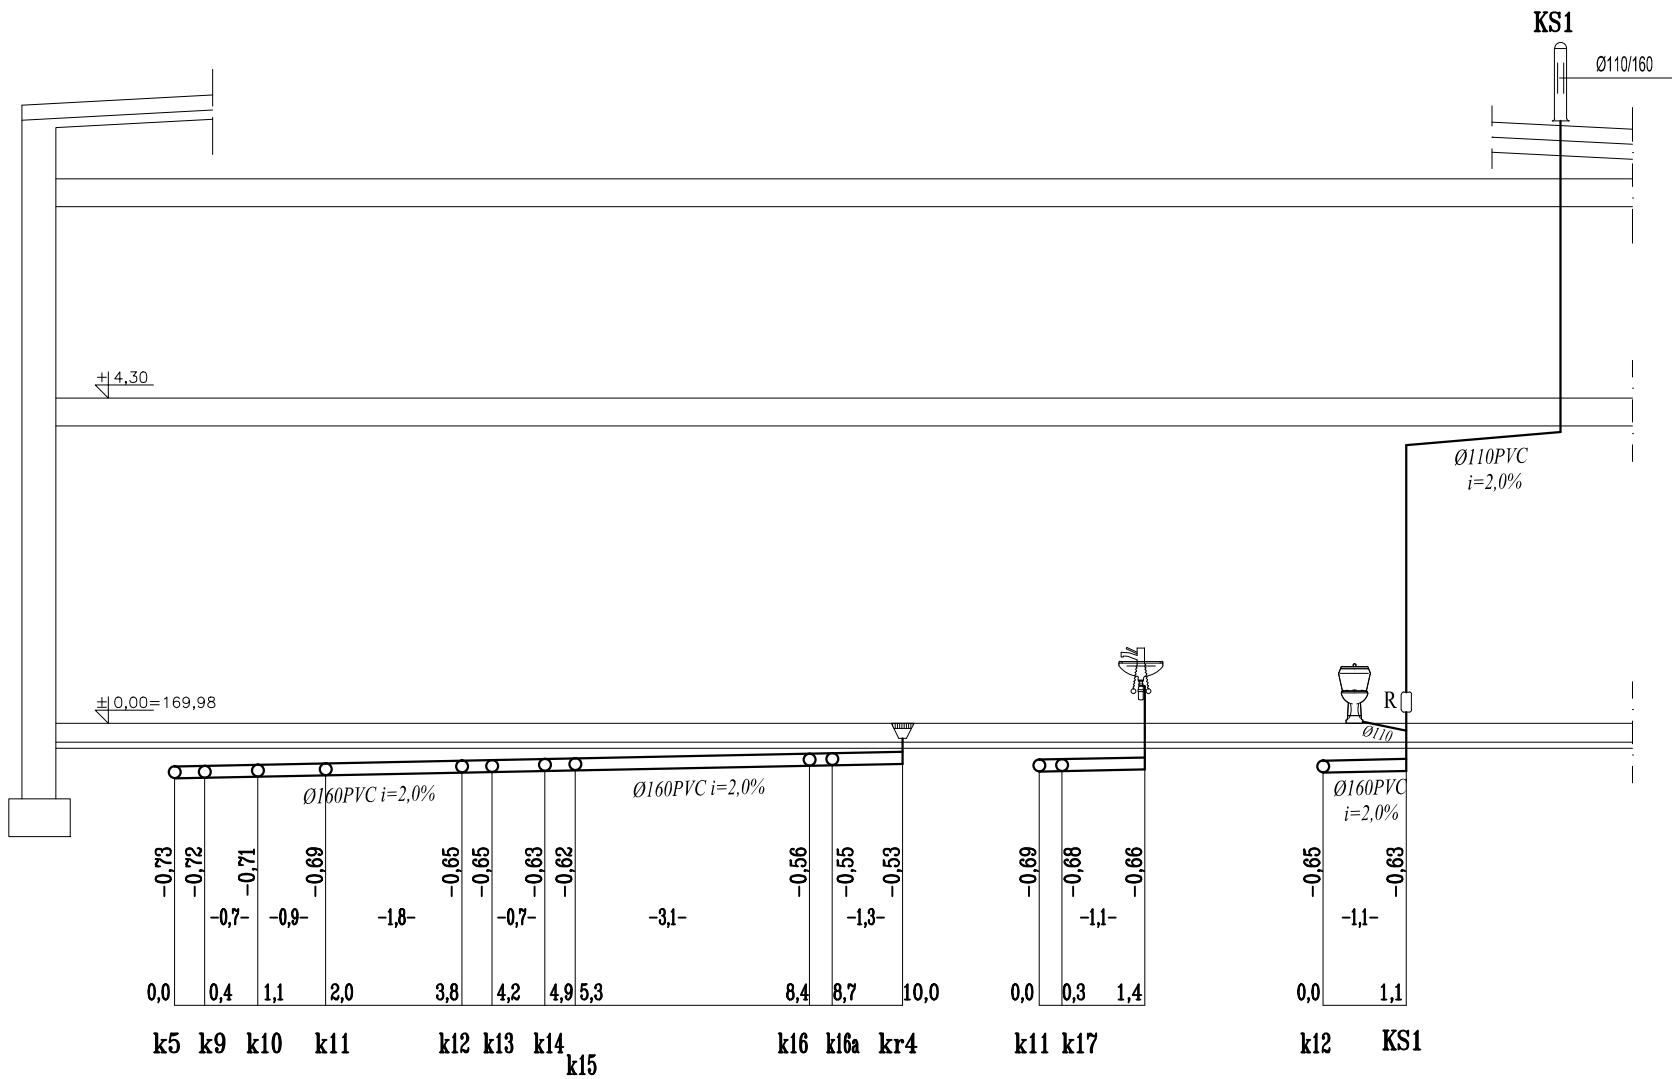 KS1
Ø110/160
+4,30
Ø110PVC
i=2,0%
±0,00=169,98
R
Ø110
Ø160PVC i=2,0%
Ø160PVC i=2,0%
Ø160PVC
i=2,0%
-0,73 -0,72 -0,71 -0,69 -0,65 -0,65 -0,63 -0,62 -0,56 -0,55 -0,53 -0,69 -0,68 -0,66 -0,65 -0,63
-0,7- -0,9- -1,8- -0,7- -3,1- -1,3- -1,1- -1,1-
0,0 0,4 1,1 2,0 3,8 4,2 4,9 5,3 8,4 8,7 10,0 0,0 0,3 1,4 0,0 1,1
k5 k9 k10 k11 k12 k13 k14 k16 k16a kr4 k11 k17 k12 KS1
k15